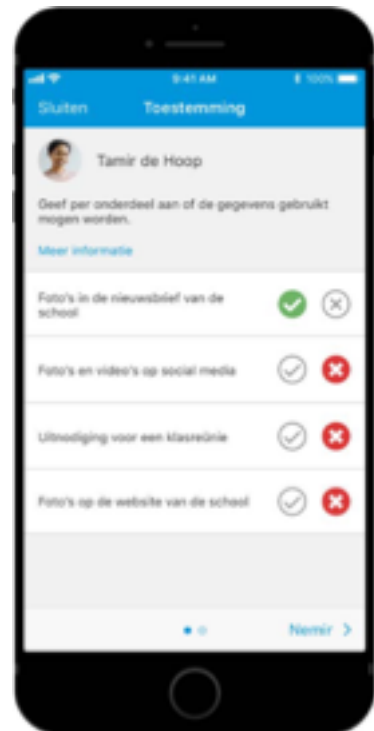 9:41 AM 100%
Sluiten Toestemming
Tamir de Hoop
Geef per onderdeel aan of de gegevens gebruikt
mogen worden.
Meer informatie
Foto's in de nieuwsbrief van de
school
Foto's en video's op social media
Uitnodiging voor een klasreünie
Foto's op de website van de school
Nemir >